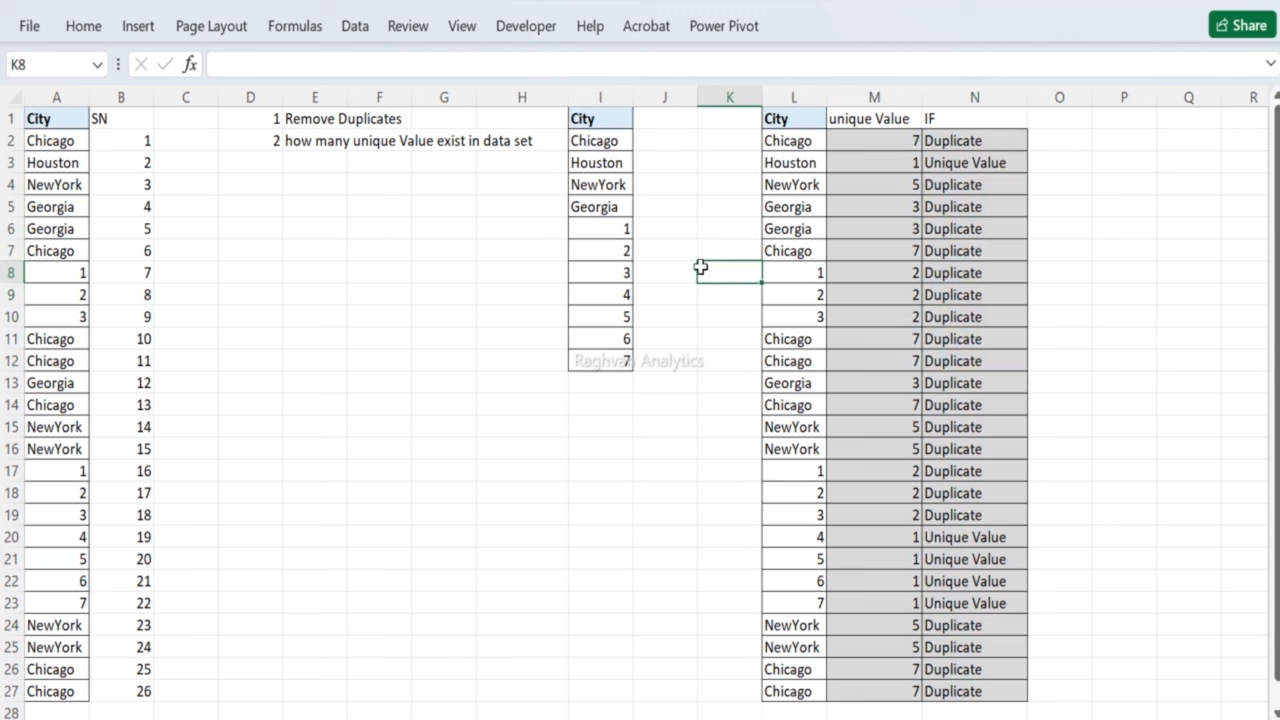 File Home Insert Page Layout Formulas Data Review View Developer Help Acrobat Power Pivot Share
K8 fx
A B C D E F G H I J K L M N O P Q R
1 City SN 1 Remove Duplicates City City unique Value IF
2 Chicago 1 2 how many unique Value exist in data set Chicago Chicago 7 Duplicate
3 Houston 2 Houston Houston 1 Unique Value
4 NewYork 3 NewYork NewYork 5 Duplicate
5 Georgia 4 Georgia Georgia 3 Duplicate
6 Georgia 5 1 Georgia 3 Duplicate
7 Chicago 6 2 Chicago 7 Duplicate
8 1 7 3 1 2 Duplicate
9 2 8 4 2 2 Duplicate
10 3 9 5 3 2 Duplicate
11 Chicago 10 6 Chicago 7 Duplicate
12 Chicago 11 7 Raghvan Analytics Chicago 7 Duplicate
13 Georgia 12 Georgia 3 Duplicate
14 Chicago 13 Chicago 7 Duplicate
15 NewYork 14 NewYork 5 Duplicate
16 NewYork 15 NewYork 5 Duplicate
17 1 16 1 2 Duplicate
18 2 17 2 2 Duplicate
19 3 18 3 2 Duplicate
20 4 19 4 1 Unique Value
21 5 20 5 1 Unique Value
22 6 21 6 1 Unique Value
23 7 22 7 1 Unique Value
24 NewYork 23 NewYork 5 Duplicate
25 NewYork 24 NewYork 5 Duplicate
26 Chicago 25 Chicago 7 Duplicate
27 Chicago 26 Chicago 7 Duplicate
28